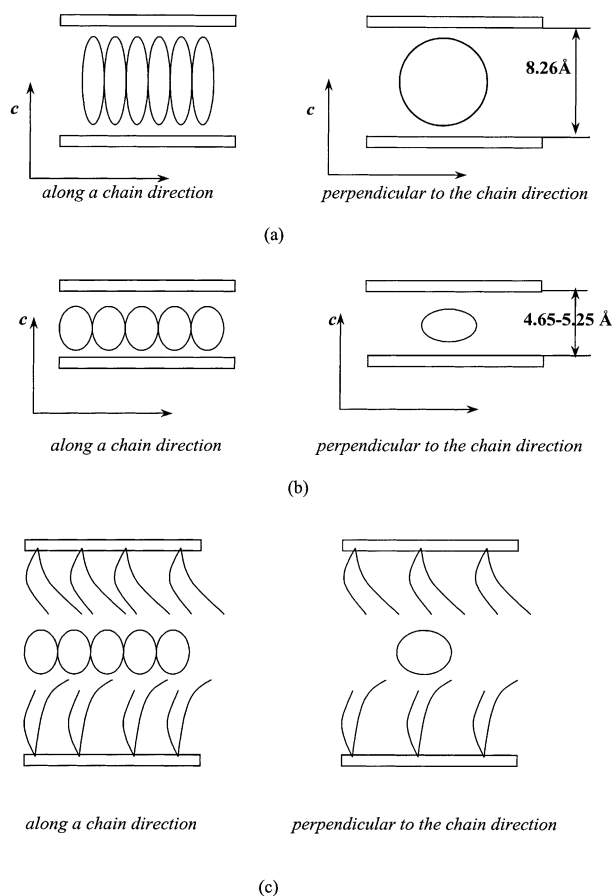 8.26Å
c
c
along a chain direction
perpendicular to the chain direction
(a)
c
c
4.65-5.25 Å
along a chain direction
perpendicular to the chain direction
(b)
along a chain direction
perpendicular to the chain direction
(c)